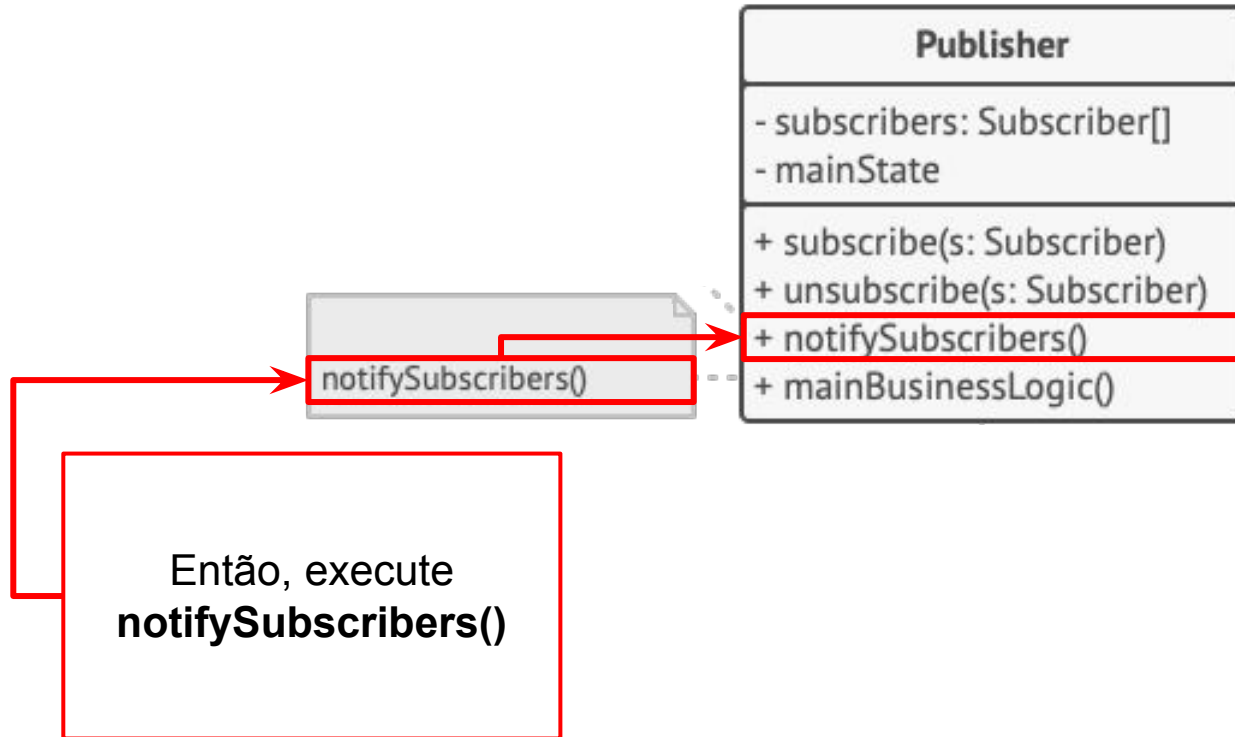 Publisher
- subscribers: Subscriber[]
- mainState
+ subscribe(s: Subscriber)
+ unsubscribe(s: Subscriber)
+ notifySubscribers()
+ mainBusinessLogic()
notifySubscribers()
Então, execute
notifySubscribers()